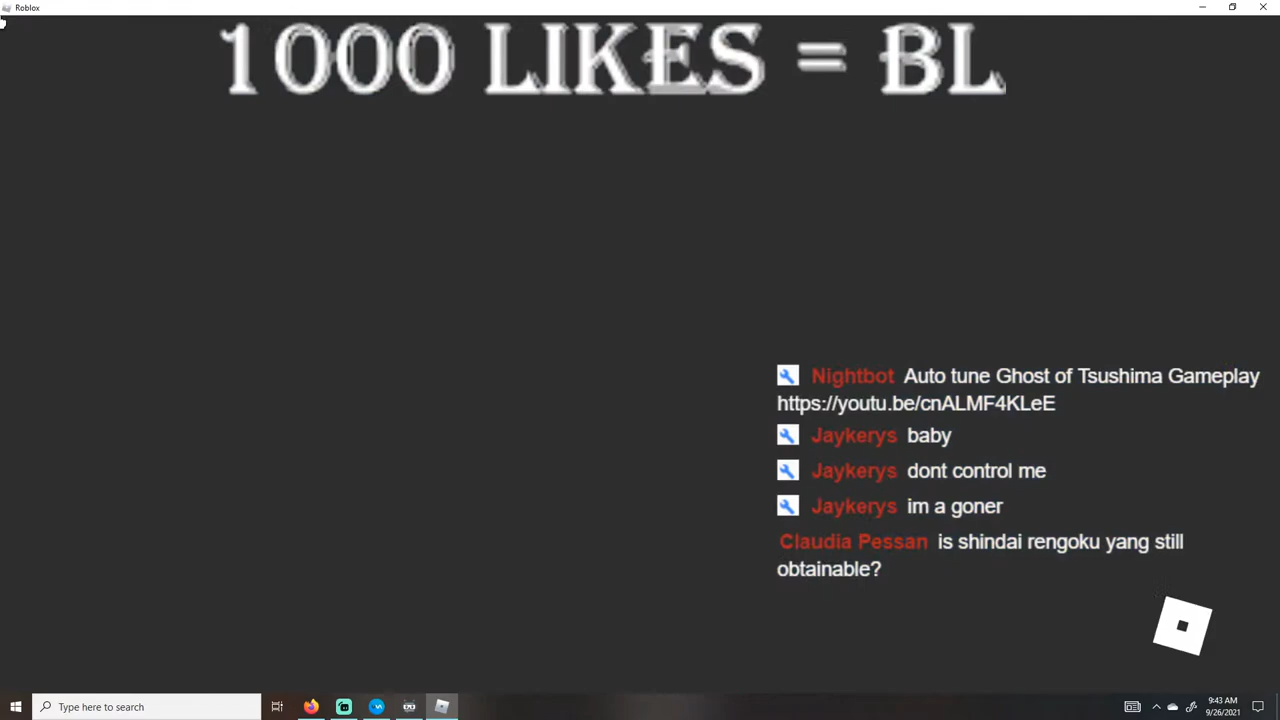 Roblox
1000 LIKES = BL
Nightbot Auto tune Ghost of Tsushima Gameplay
https://youtu.be/cnALMF4KLeE
Jaykerys baby
Jaykerys dont control me
Jaykerys im a goner
Claudia Pessan is shindai rengoku yang still
obtainable?
Type here to search
9:43 AM
9/26/2021